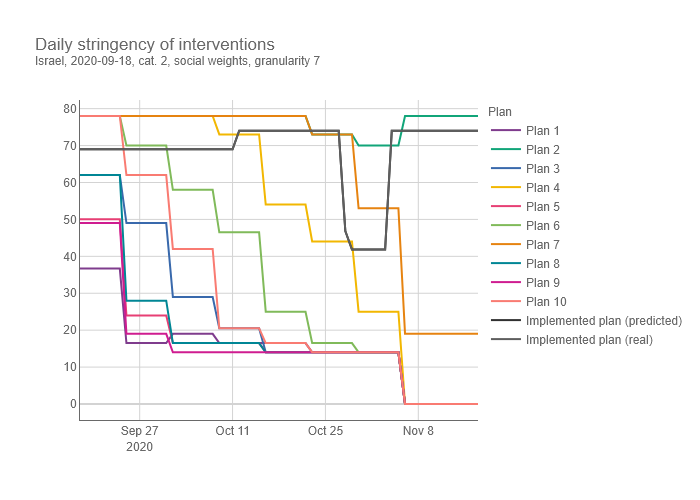 Daily stringency of interventions
Israel, 2020-09-18, cat. 2, social weights, granularity 7
80
70
60
50
40
30
20
10
0
Sep 27
2020
Oct 11
Oct 25
Nov 8
Plan
Plan 1
Plan 2
Plan 3
Plan 4
Plan 5
Plan 6
Plan 7
Plan 8
Plan 9
Plan 10
Implemented plan (predicted)
Implemented plan (real)